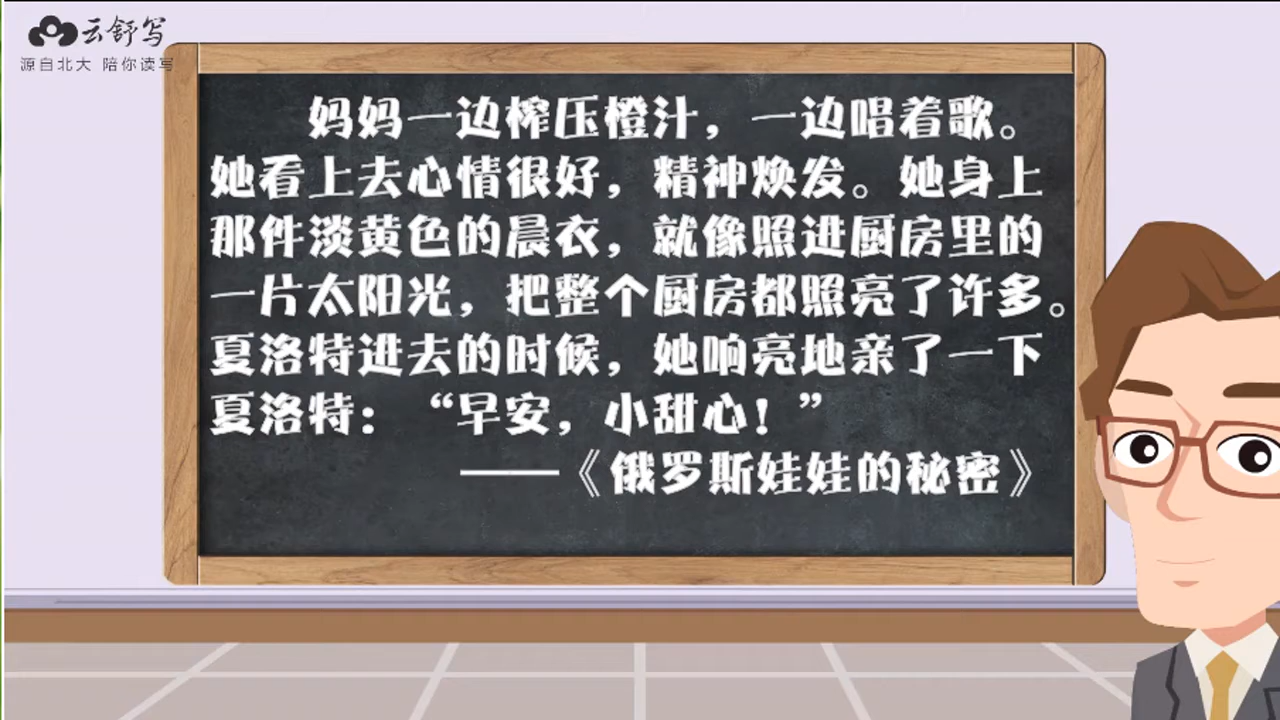 云舒写
源自北大 陪你读写
妈妈一边榨压橙汁，一边唱着歌。
她看上去心情很好，精神焕发。她身上
那件淡黄色的晨衣，就像照进厨房里的
一片太阳光，把整个厨房都照亮了许多。
夏洛特进去的时候，她响亮地亲了一下
夏洛特：“早安，小甜心！”
——《俄罗斯娃娃的秘密》